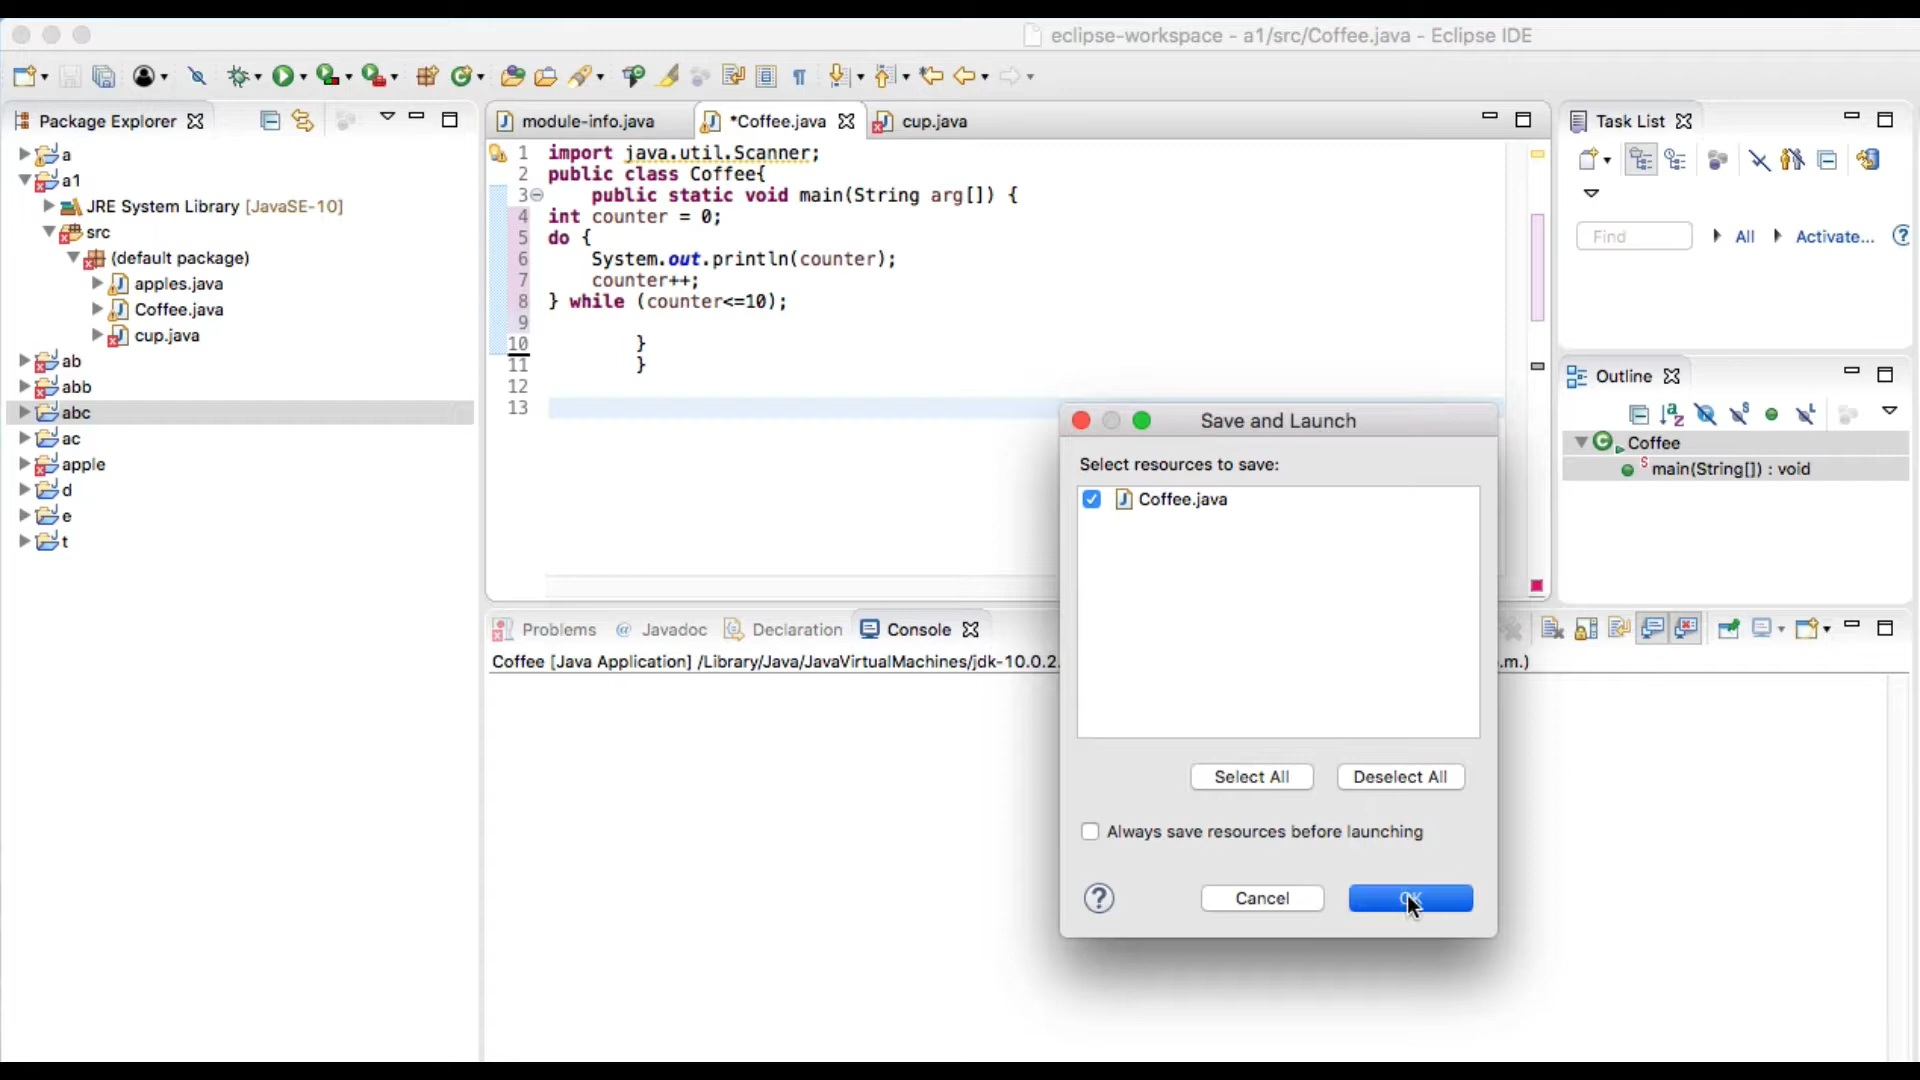 eclipse-workspace - a1/src/Coffee.java - Eclipse IDE
Package Explorer
a
a1
JRE System Library [JavaSE-10]
src
(default package)
apples.java
Coffee.java
cup.java
ab
abb
abc
ac
apple
d
e
t
module-info.java
*Coffee.java
cup.java
1 import java.util.Scanner;
2 public class Coffee{
3 public static void main(String arg[]) {
4 int counter = 0;
5 do {
6 System.out.println(counter);
7 counter++;
8 } while (counter<=10);
9
10 }
11 }
12
13
Task List
Find
All
Activate...
Outline
Coffee
main(String[]) : void
Save and Launch
Select resources to save:
Coffee.java
Select All
Deselect All
Always save resources before launching
Cancel
Problems
Javadoc
Declaration
Console
Coffee [Java Application] /Library/Java/JavaVirtualMachines/jdk-10.0.2.
.m.)